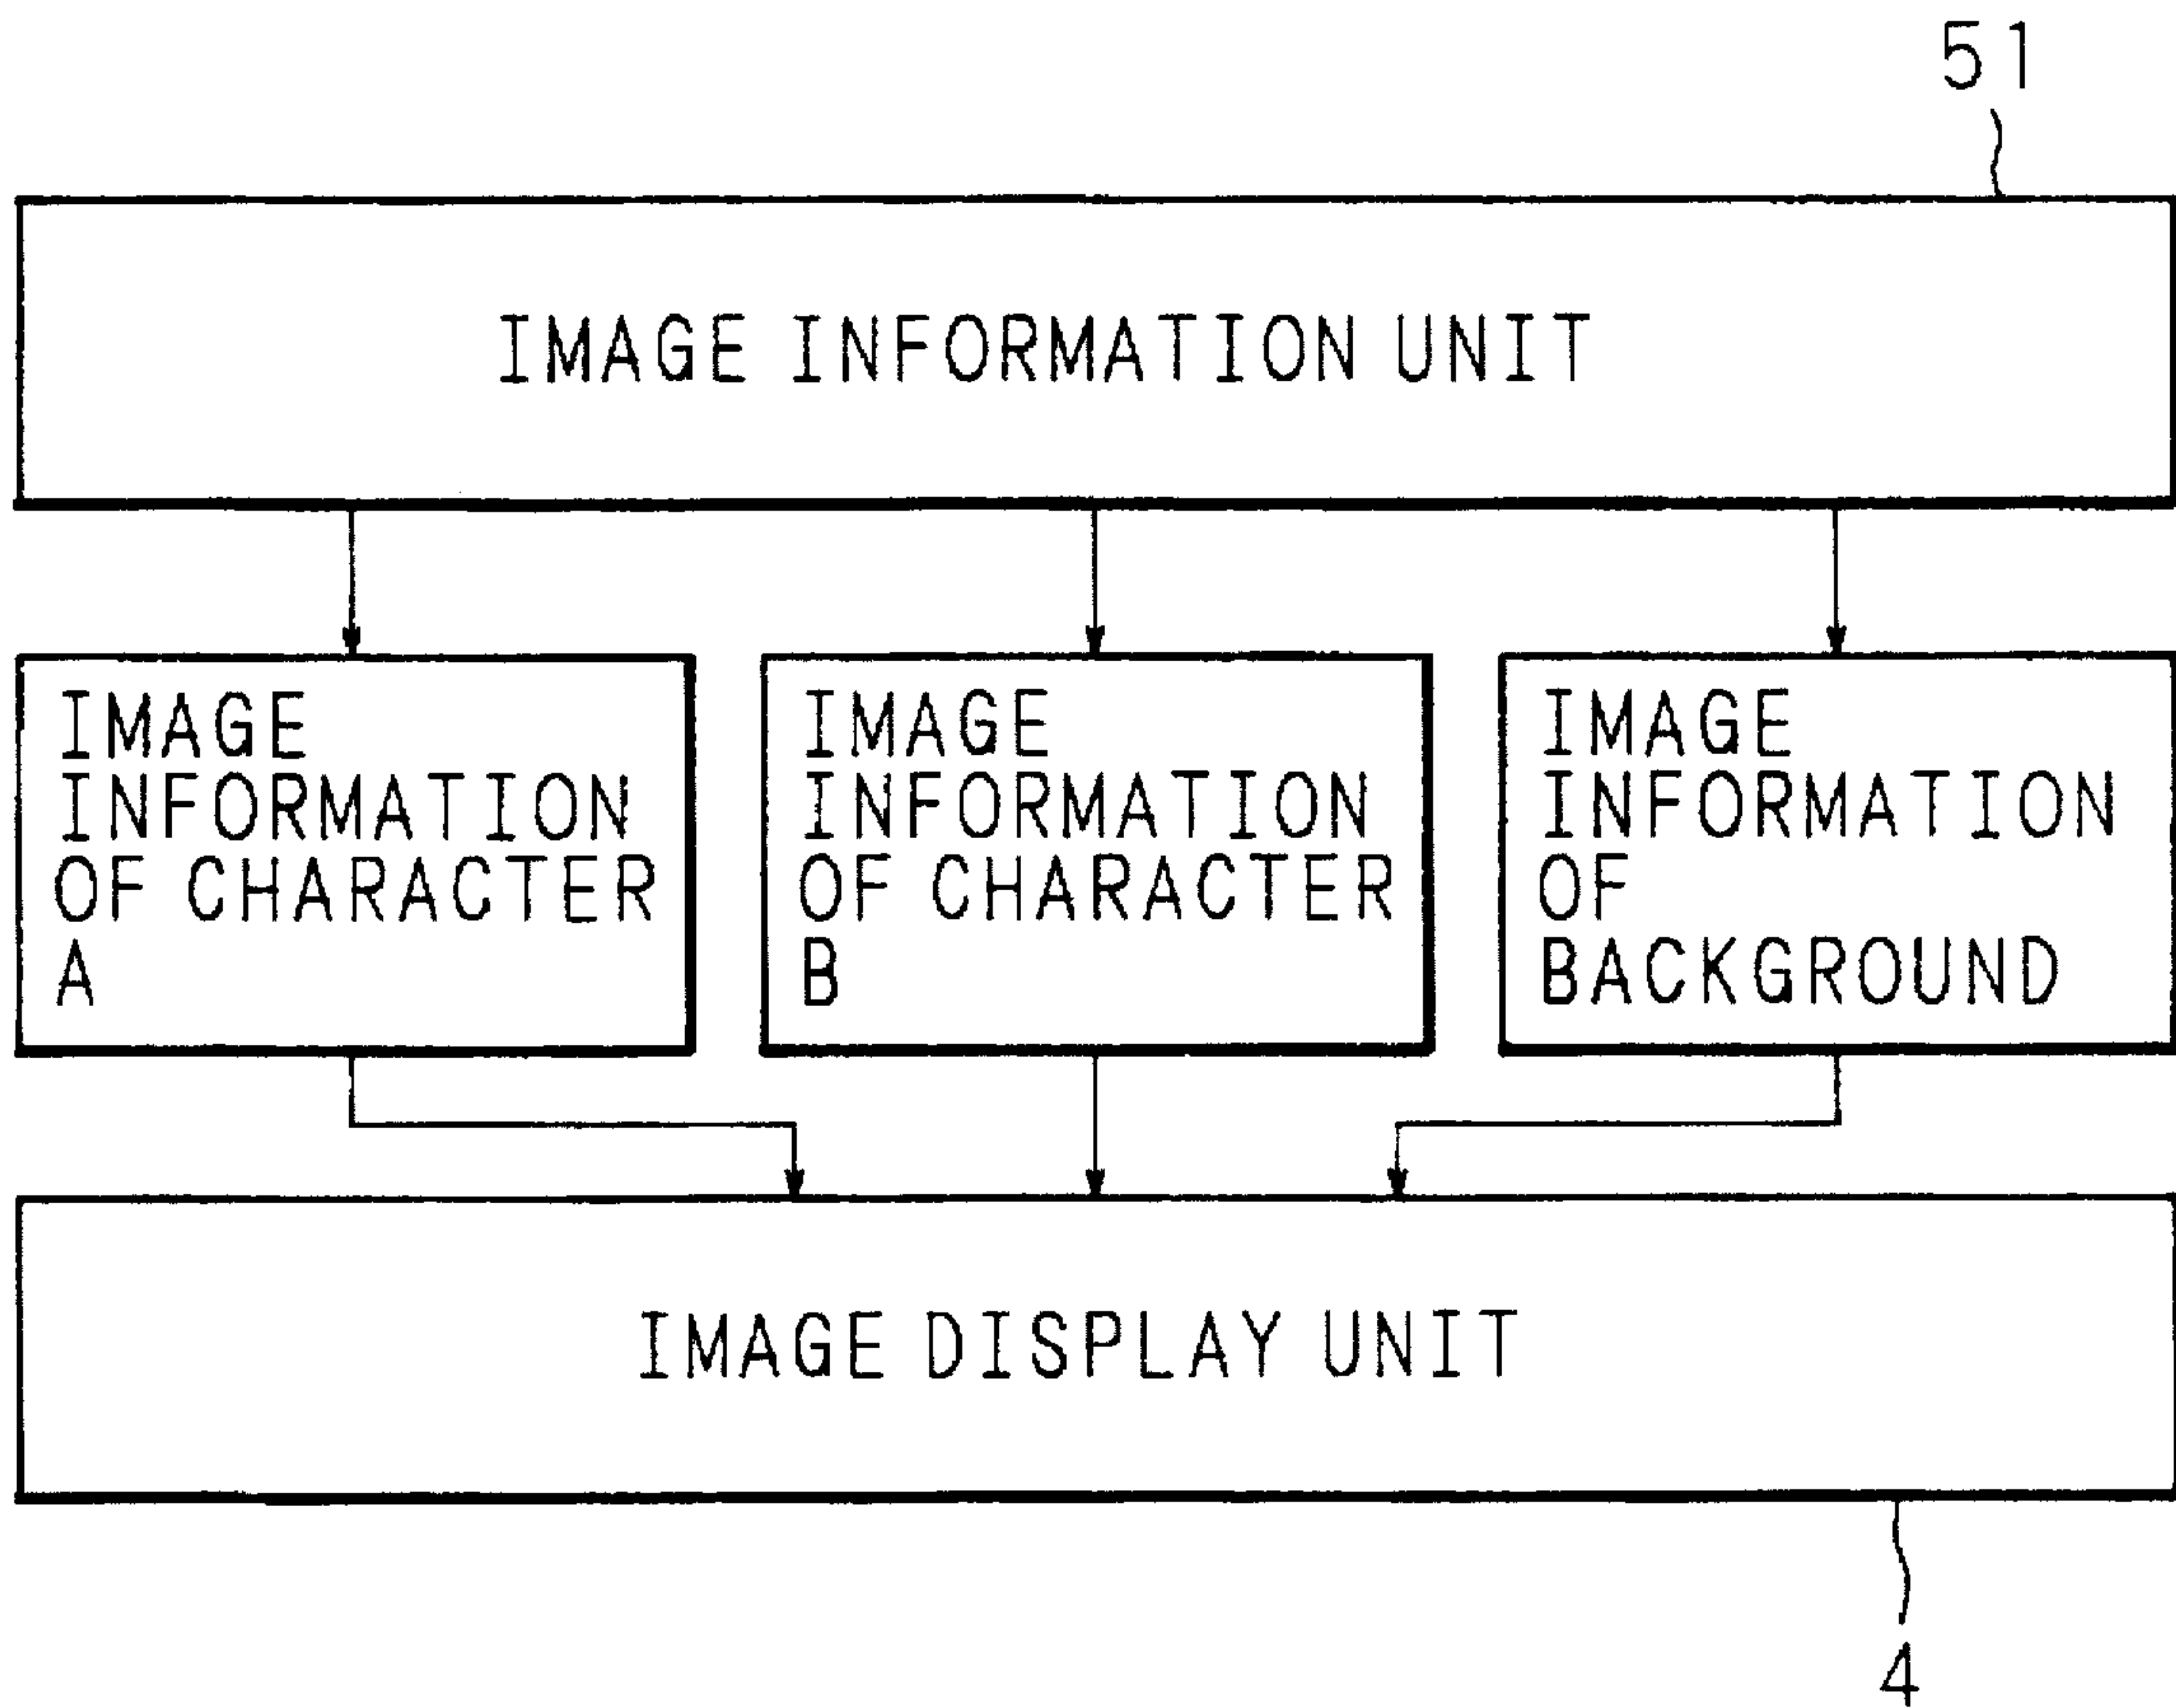 51
IMAGE INFORMATION UNIT
IMAGE
INFORMATION
OF CHARACTER
A
IMAGE
INFORMATION
OF CHARACTER
B
IMAGE
INFORMATION
OF
BACKGROUND
IMAGE DISPLAY UNIT
4